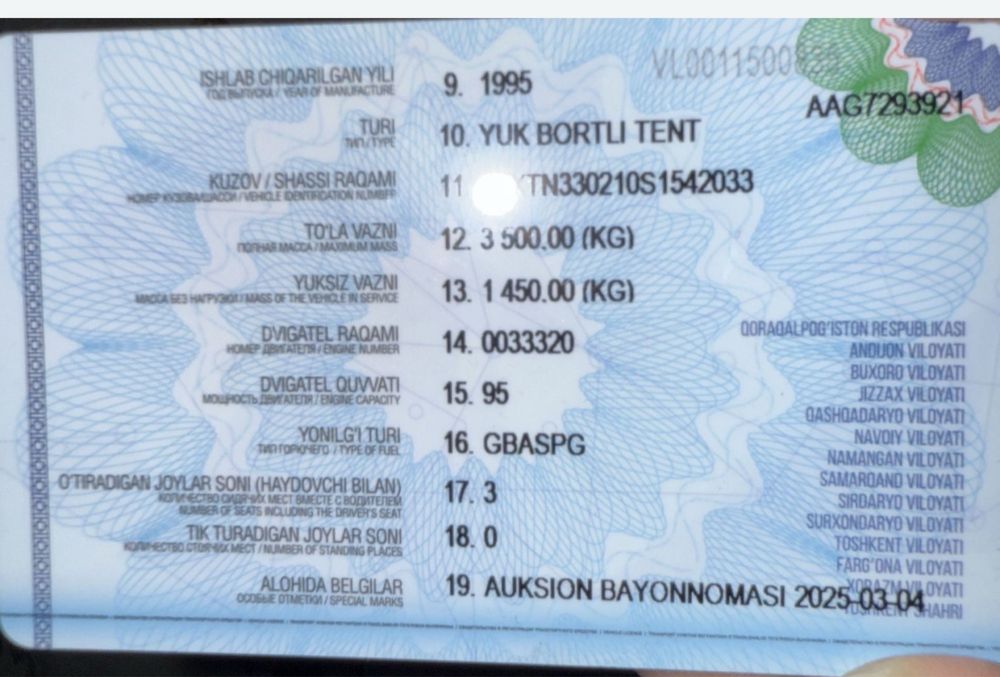 VL0011500
AAG7293921
ISHLAB CHIQARILGAN YILI 9. 1995
ГОД ВЫПУСКА / YEAR OF MANUFACTURE
TURI 10. YUK BORTLI TENT
ТИП / TYPE
KUZOV / SHASSI RAQAMI 11 TN330210S1542033
НОМЕР КУЗОВА/ШАССИ / VEHICLE IDENTIFICATION NUMBER
TO'LA VAZNI 12. 3 500.00 (KG)
ПОЛНАЯ МАССА / MAXIMUM MASS
YUKSIZ VAZNI 13. 1 450.00 (KG)
МАССА БЕЗ НАГРУЗКИ / MASS OF THE VEHICLE IN SERVICE
DVIGATEL RAQAMI 14. 0033320
НОМЕР ДВИГАТЕЛЯ / ENGINE NUMBER
DVIGATEL QUVVATI 15. 95
МОЩНОСТЬ ДВИГАТЕЛЯ / ENGINE CAPACITY
YONILG'I TURI 16. GBASPG
ТИП ГОРЮЧЕГО / TYPE OF FUEL
O'TIRADIGAN JOYLAR SONI (HAYDOVCHI BILAN) 17. 3
КОЛИЧЕСТВО СИДЯЧИХ МЕСТ ВМЕСТЕ С ВОДИТЕЛЕМ
NUMBER OF SEATS INCLUDING THE DRIVER'S SEAT
TIK TURADIGAN JOYLAR SONI 18. 0
КОЛИЧЕСТВО СТОЯЧИХ МЕСТ / NUMBER OF STANDING PLACES
ALOHIDA BELGILAR 19. AUKSION BAYONNOMASI 2025-03-04
ОСОБЫЕ ОТМЕТКИ / SPECIAL MARKS
QORAQALPOG'ISTON RESPUBLIKASI
ANDIJON VILOYATI
BUXORO VILOYATI
JIZZAX VILOYATI
QASHQADARYO VILOYATI
NAVOIY VILOYATI
NAMANGAN VILOYATI
SAMARQAND VILOYATI
SIRDARYO VILOYATI
SURXONDARYO VILOYATI
TOSHKENT VILOYATI
FARG'ONA VILOYATI
XORAZM VILOYATI
TOSHKENT SHAHRI